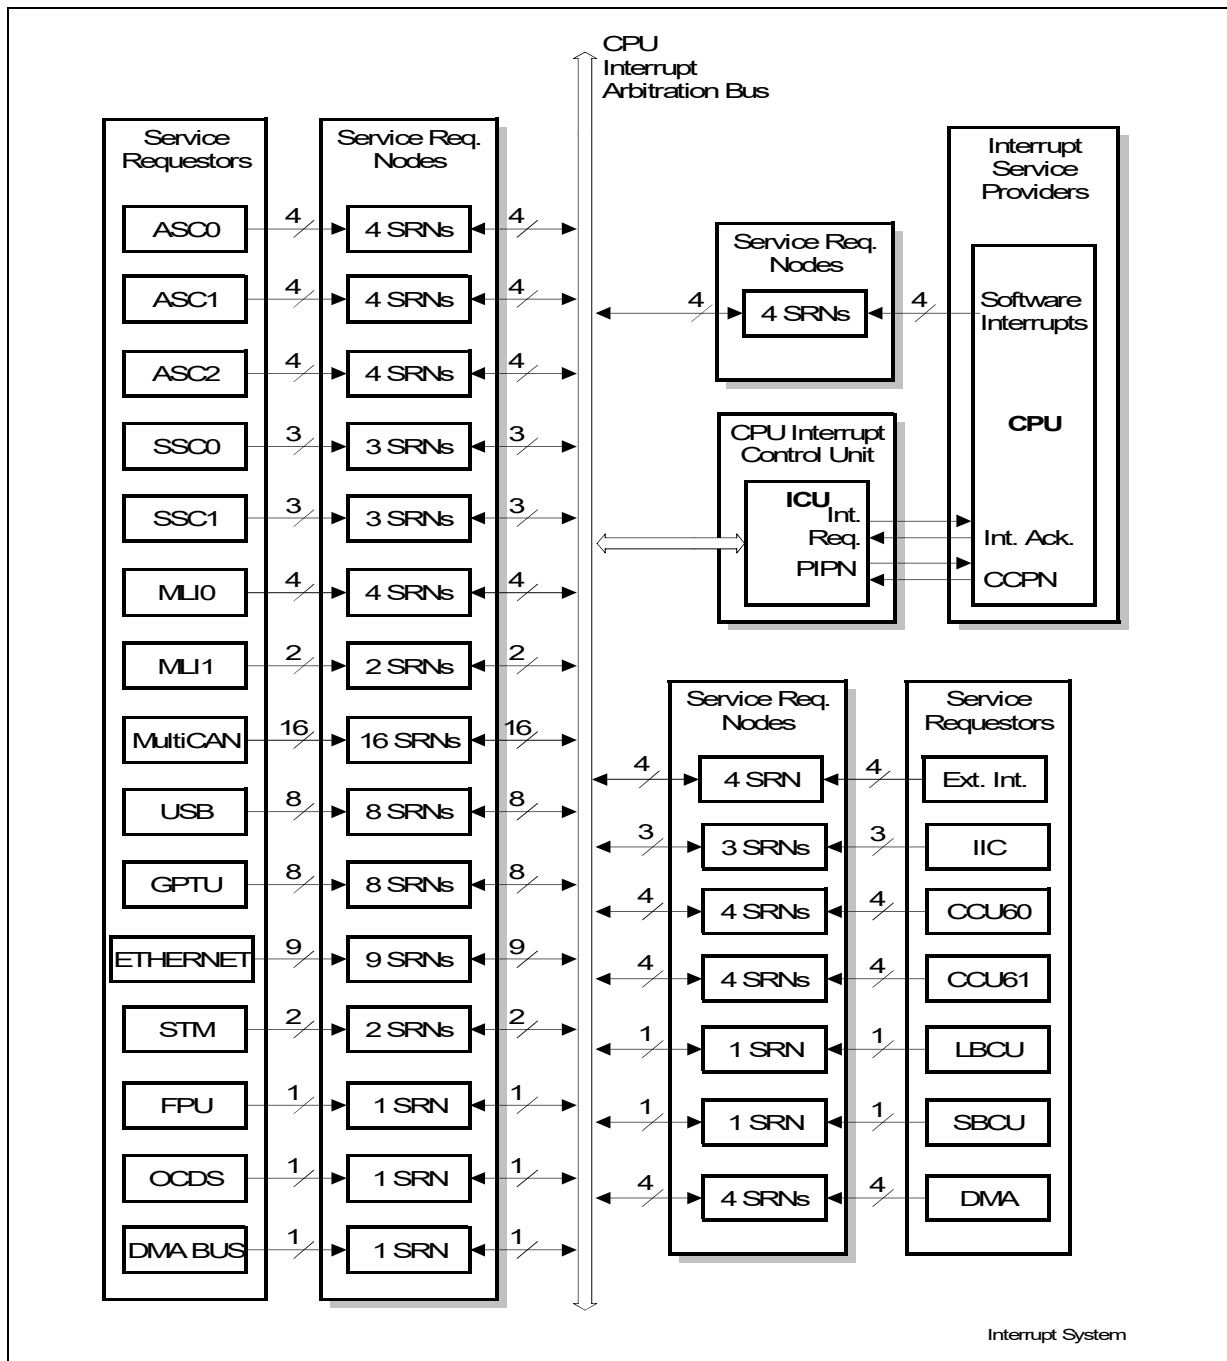 CPU
Interrupt
Arbitration Bus
Service
Requestors
Service Req.
Nodes
ASC0
4
4 SRNs
4
ASC1
4
4 SRNs
4
ASC2
4
4 SRNs
4
SSC0
3
3 SRNs
3
SSC1
3
3 SRNs
3
MLI0
4
4 SRNs
4
MLI1
2
2 SRNs
2
MultiCAN
16
16 SRNs
16
USB
8
8 SRNs
8
GPTU
8
8 SRNs
8
ETHERNET
9
9 SRNs
9
STM
2
2 SRNs
2
FPU
1
1 SRN
1
OCDS
1
1 SRN
1
DMA BUS
1
1 SRN
1
Interrupt
Service
Providers
Service Req.
Nodes
4
4 SRNs
4
Software
Interrupts
CPU
CPU Interrupt
Control Unit
ICU
Int.
Req.
Int. Ack.
PIPN
CCPN
Service Req.
Nodes
Service
Requestors
4
4 SRN
4
Ext. Int.
3
3 SRNs
3
IIC
4
4 SRNs
4
CCU60
4
4 SRNs
4
CCU61
1
1 SRN
1
LBCU
1
1 SRN
1
SBCU
4
4 SRNs
4
DMA
Interrupt System